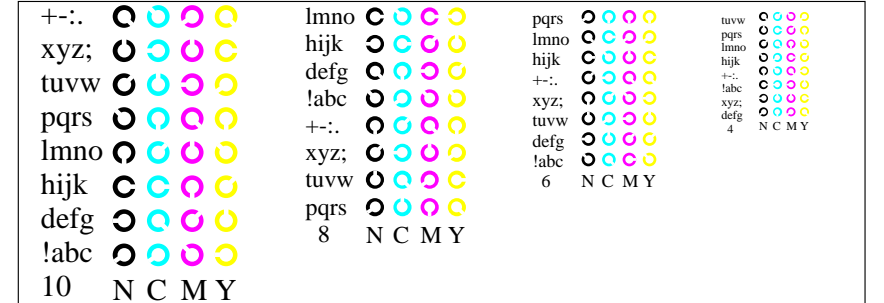 +-:.
xyz;
tuvw
pqrs
lmno
hijk
defg
!abc
10 N C M Y
lmno
hijk
defg
!abc
+-:.
xyz;
tuvw
pqrs
8 N C M Y
pqrs
lmno
hijk
+-:.
xyz;
tuvw
defg
!abc
6 N C M Y
tuvw
pqrs
lmno
hijk
+-:.
!abc
xyz;
defg
4 N C M Y